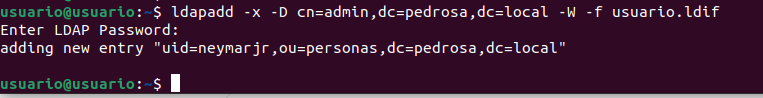 usuario@usuario:~$ ldapadd -x -D cn=admin,dc=pedrosa,dc=local -W -f usuario.ldif
Enter LDAP Password:
adding new entry "uid=neymarjr,ou=personas,dc=pedrosa,dc=local"
usuario@usuario:~$